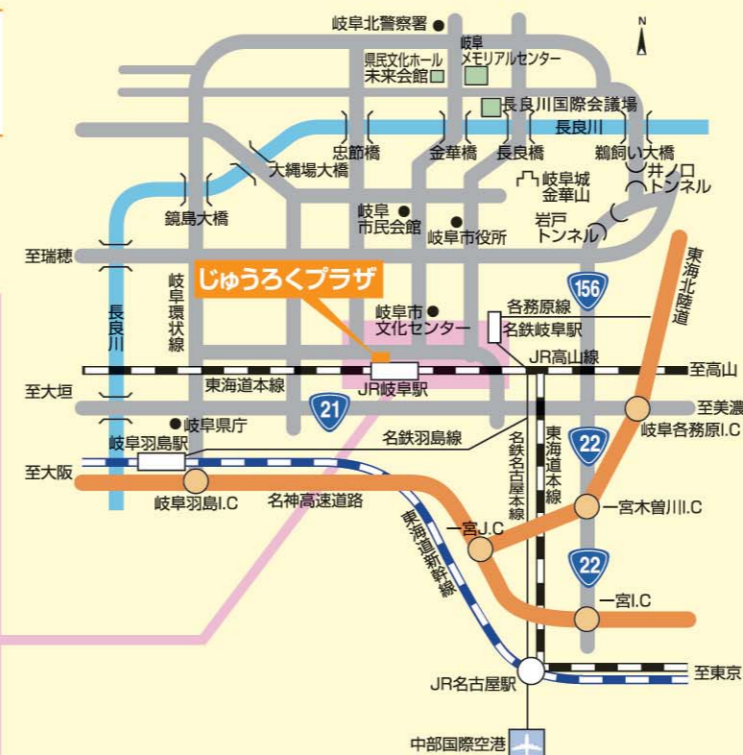 N
岐阜北警察署
県民文化ホール
未来会館
岐阜
メモリアルセンター
長良川国際会議場
長良川
忠節橋
金華橋
長良橋
鵜飼い大橋
大縄場大橋
井ノ口
トンネル
岐阜城
金華山
鏡島大橋
岐阜
市民会館
岐阜市役所
岩戸
トンネル
至瑞穂
長良川
岐阜環状線
じゅうろくプラザ
岐阜市
文化センター
各務原線
名鉄岐阜駅
156
東海北陸道
JR高山線
至高山
東海道本線
JR岐阜駅
至大垣
21
至美濃
岐阜県庁
岐阜羽島駅
名鉄羽島線
名鉄名古屋本線
東海道本線
22
岐阜各務原I.C
至大阪
岐阜羽島I.C
名神高速道路
東海道新幹線
一宮J.C
一宮木曽川I.C
22
一宮I.C
JR名古屋駅
至東京
中部国際空港